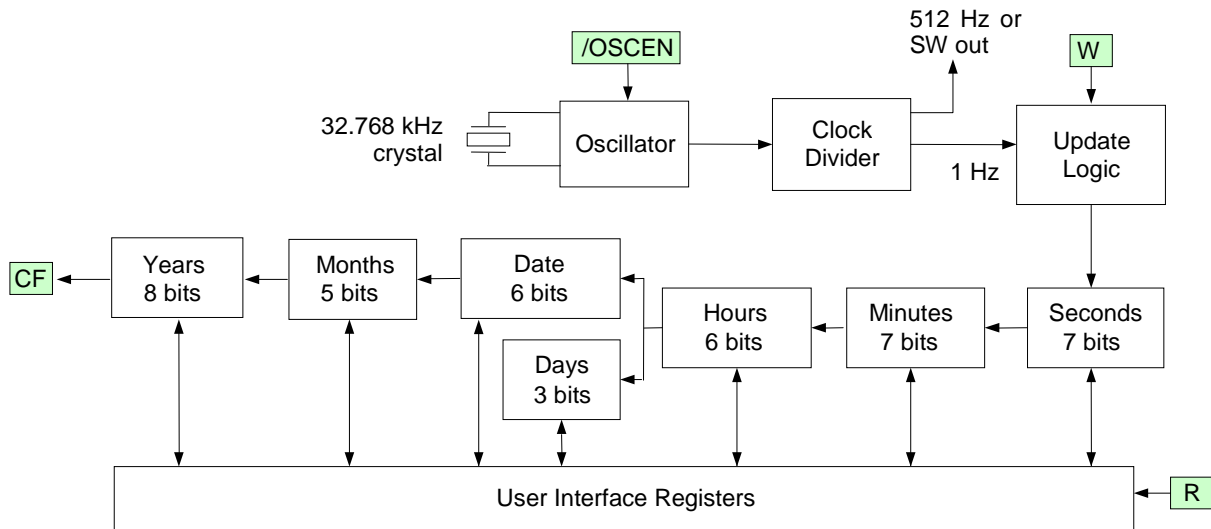 512 Hz or
SW out
/OSCEN
W
32.768 kHz
crystal
Oscillator
Clock
Divider
1 Hz
Update
Logic
CF
Years
8 bits
Months
5 bits
Date
6 bits
Days
3 bits
Hours
6 bits
Minutes
7 bits
Seconds
7 bits
User Interface Registers
R